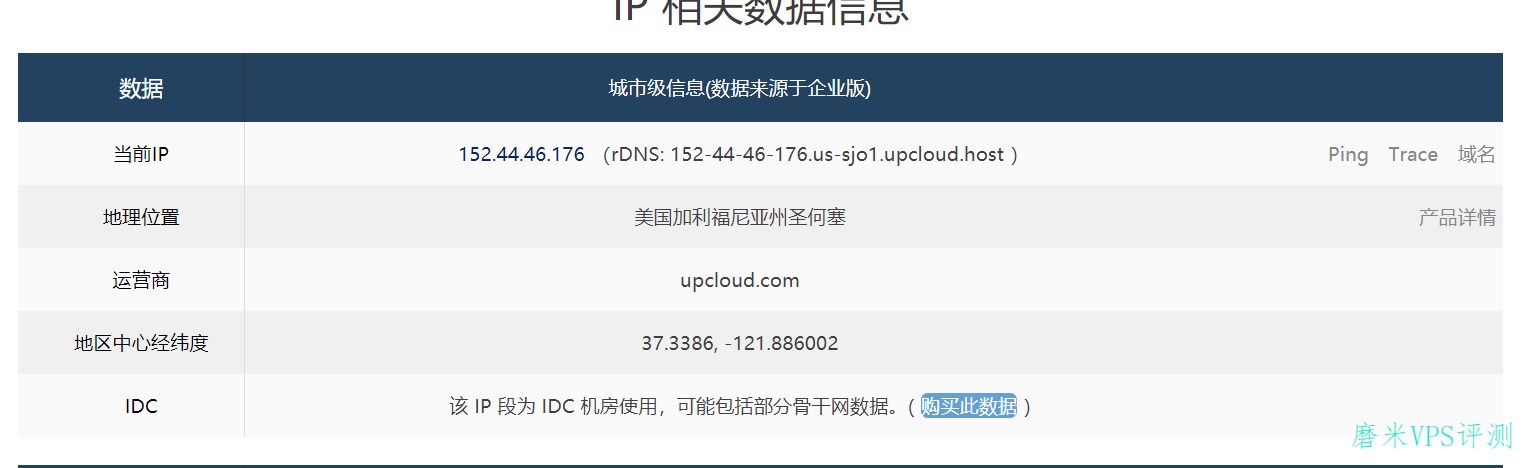 IP 相关数据信息
数据 城市级信息(数据来源于企业版)
当前IP 152.44.46.176 （rDNS: 152-44-46-176.us-sjo1.upcloud.host ） Ping Trace 域名
地理位置 美国加利福尼亚州圣何塞 产品详情
运营商 upcloud.com
地区中心经纬度 37.3386, -121.886002
IDC 该 IP 段为 IDC 机房使用，可能包括部分骨干网数据。( 购买此数据 )
磨米VPS评测